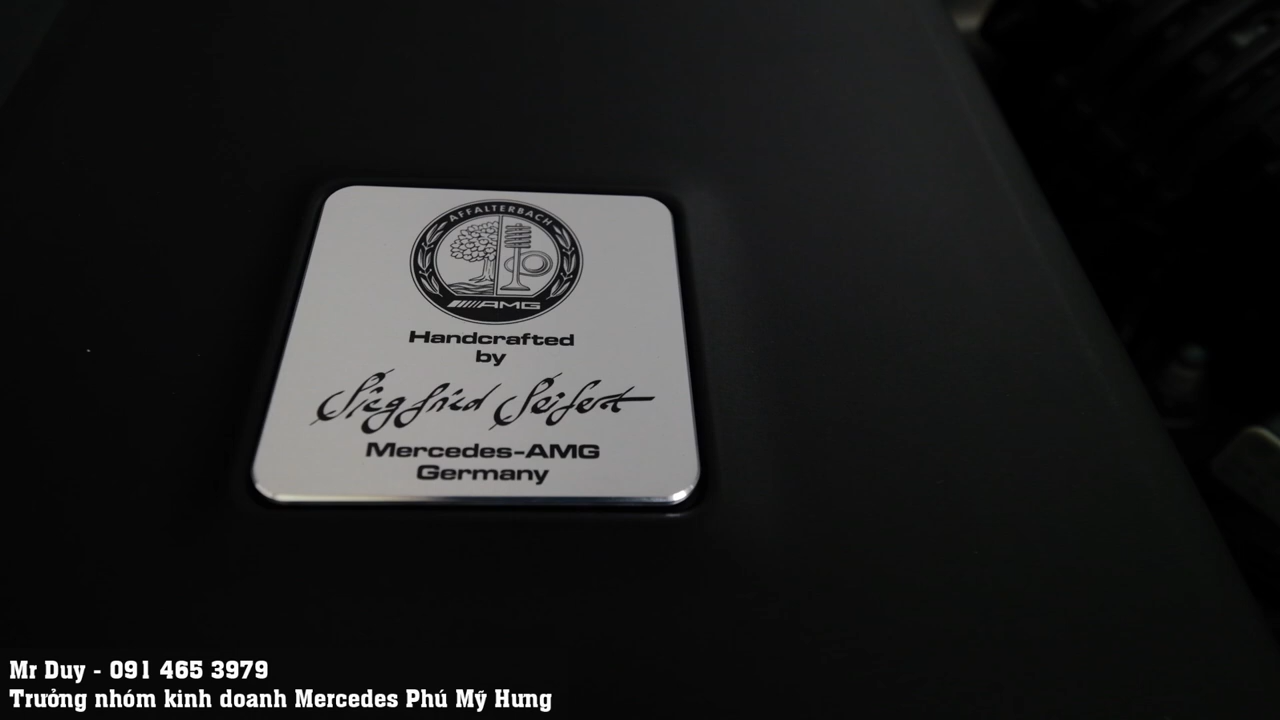 AFFALTERBACH
AMG
Handcrafted
by
Siegfried Seifert
Mercedes-AMG
Germany
Mr Duy - 091 465 3979
Trưởng nhóm kinh doanh Mercedes Phú Mỹ Hưng